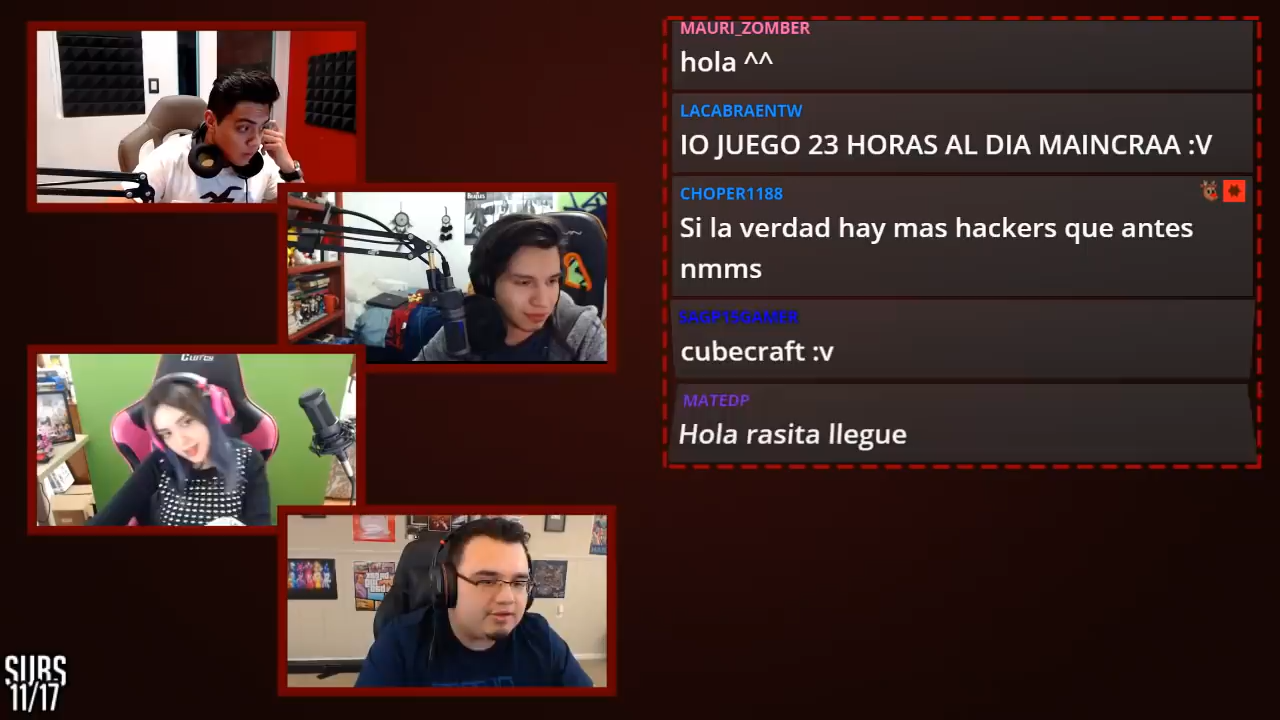 MAURI_ZOMBER
hola ^^
LACABRAENTW
IO JUEGO 23 HORAS AL DIA MAINCRAA :V
CHOPER1188
Si la verdad hay mas hackers que antes
nmms
SAGPTSGAMER
cubecraft :v
MATEDP
Hola rasita llegue
SUBS
11/17